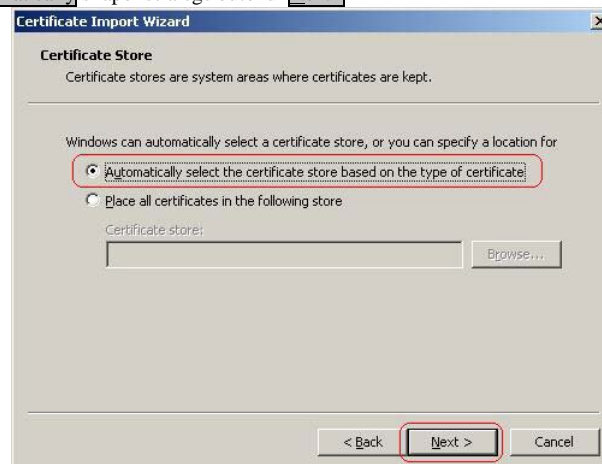 Certificate Import Wizard
Certificate Store
Certificate stores are system areas where certificates are kept.
Windows can automatically select a certificate store, or you can specify a location for
Automatically select the certificate store based on the type of certificate
Place all certificates in the following store
Certificate store:
Browse...
< Back Next > Cancel